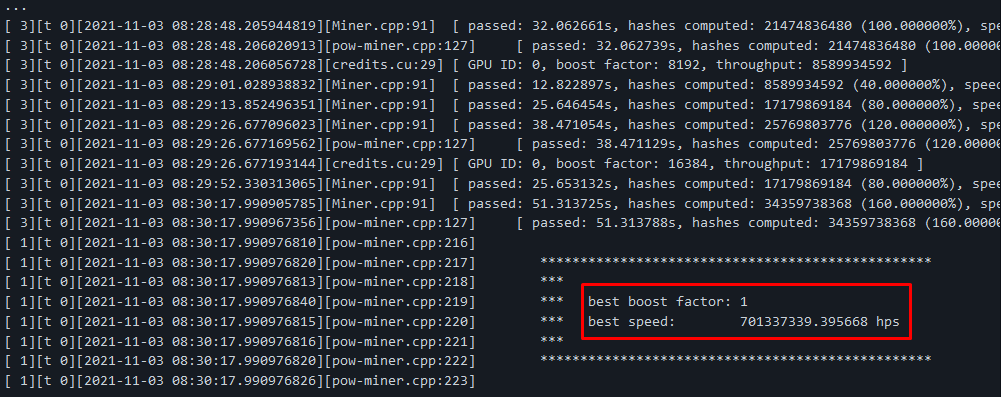 ...
[ 3][t 0][2021-11-03 08:28:48.205944819][Miner.cpp:91]  [ passed: 32.062661s, hashes computed: 21474836480 (100.000000%), speed
[ 3][t 0][2021-11-03 08:28:48.206020913][pow-miner.cpp:127]     [ passed: 32.062739s, hashes computed: 21474836480 (100.0000
[ 3][t 0][2021-11-03 08:28:48.206056728][credits.cu:29] [ GPU ID: 0, boost factor: 8192, throughput: 8589934592 ]
[ 3][t 0][2021-11-03 08:29:01.028938832][Miner.cpp:91]  [ passed: 12.822897s, hashes computed: 8589934592 (40.000000%), speed
[ 3][t 0][2021-11-03 08:29:13.852496351][Miner.cpp:91]  [ passed: 25.646454s, hashes computed: 17179869184 (80.000000%), spee
[ 3][t 0][2021-11-03 08:29:26.677096023][Miner.cpp:91]  [ passed: 38.471054s, hashes computed: 25769803776 (120.000000%), spe
[ 3][t 0][2021-11-03 08:29:26.677169562][pow-miner.cpp:127]     [ passed: 38.471129s, hashes computed: 25769803776 (120.0000
[ 3][t 0][2021-11-03 08:29:26.677193144][credits.cu:29] [ GPU ID: 0, boost factor: 16384, throughput: 17179869184 ]
[ 3][t 0][2021-11-03 08:29:52.330313065][Miner.cpp:91]  [ passed: 25.653132s, hashes computed: 17179869184 (80.000000%), spee
[ 3][t 0][2021-11-03 08:30:17.990905785][Miner.cpp:91]  [ passed: 51.313725s, hashes computed: 34359738368 (160.000000%), spe
[ 3][t 0][2021-11-03 08:30:17.990967356][pow-miner.cpp:127]     [ passed: 51.313788s, hashes computed: 34359738368 (160.0000
[ 1][t 0][2021-11-03 08:30:17.990976810][pow-miner.cpp:216]
[ 1][t 0][2021-11-03 08:30:17.990976820][pow-miner.cpp:217]        *************************************************
[ 1][t 0][2021-11-03 08:30:17.990976813][pow-miner.cpp:218]        ***
[ 1][t 0][2021-11-03 08:30:17.990976840][pow-miner.cpp:219]        ***   best boost factor: 1
[ 1][t 0][2021-11-03 08:30:17.990976815][pow-miner.cpp:220]        ***   best speed:        701337339.395668 hps
[ 1][t 0][2021-11-03 08:30:17.990976816][pow-miner.cpp:221]        ***
[ 1][t 0][2021-11-03 08:30:17.990976820][pow-miner.cpp:222]        *************************************************
[ 1][t 0][2021-11-03 08:30:17.990976826][pow-miner.cpp:223]